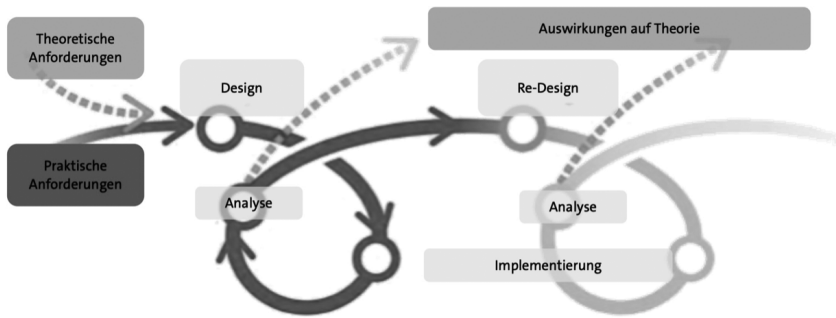 Theoretische
Anforderungen
Auswirkungen auf Theorie
Design
Re-Design
Praktische
Anforderungen
Analyse
Analyse
Implementierung